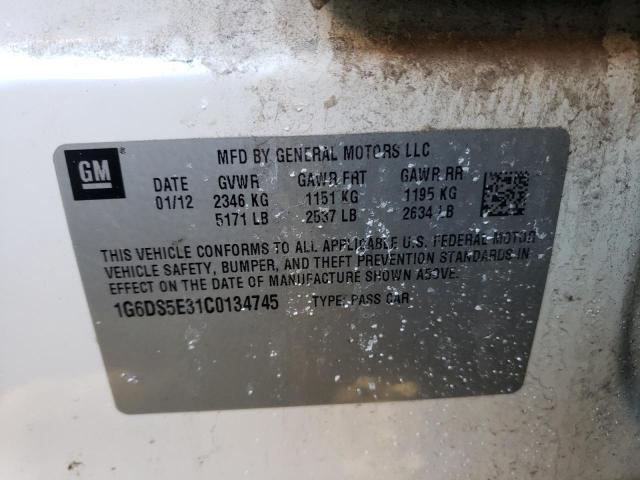 GM
MFD BY GENERAL MOTORS LLC
DATE GVWR GAWR FRT GAWR RR
01/12 2346 KG 1151 KG 1195 KG
5171 LB 2537 LB 2634 LB
THIS VEHICLE CONFORMS TO ALL APPLICABLE U.S. FEDERAL MOTOR
VEHICLE SAFETY, BUMPER, AND THEFT PREVENTION STANDARDS IN
EFFECT ON THE DATE OF MANUFACTURE SHOWN ABOVE.
1G6DS5E31C0134745 TYPE: PASS CAR